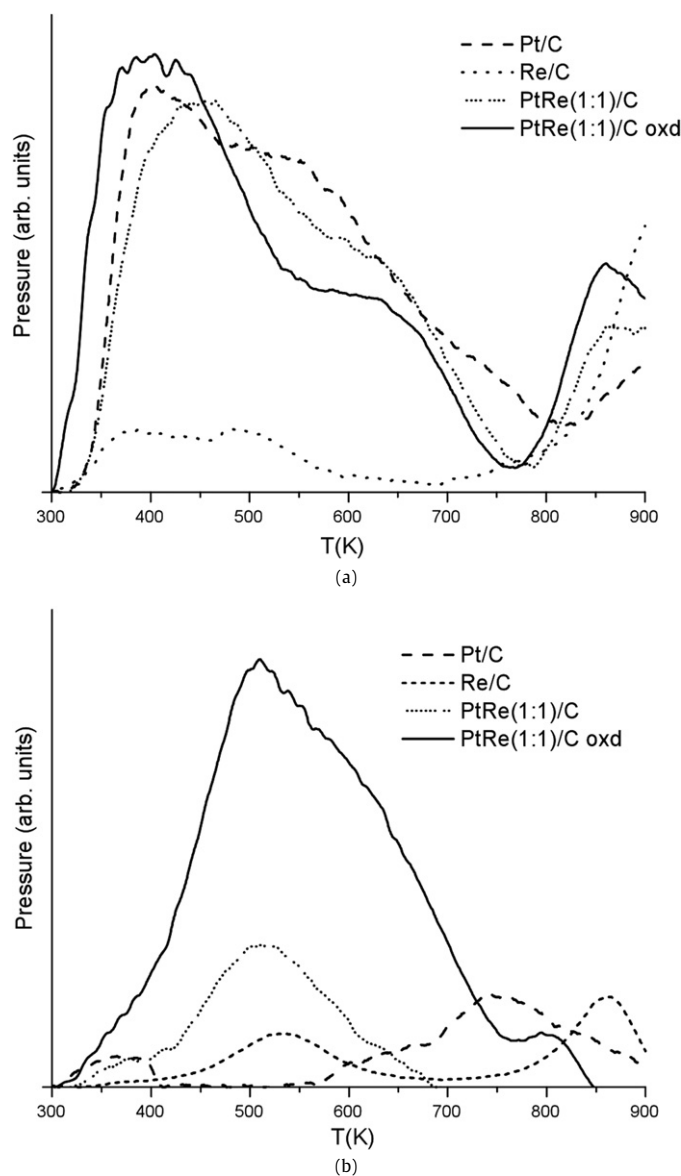 Pt/C
Re/C
PtRe(1:1)/C
PtRe(1:1)/C oxd
Pressure (arb. units)
300 400 500 600 700 800 900
T(K)
(a)
Pt/C
Re/C
PtRe(1:1)/C
PtRe(1:1)/C oxd
Pressure (arb. units)
300 400 500 600 700 800 900
T(K)
(b)